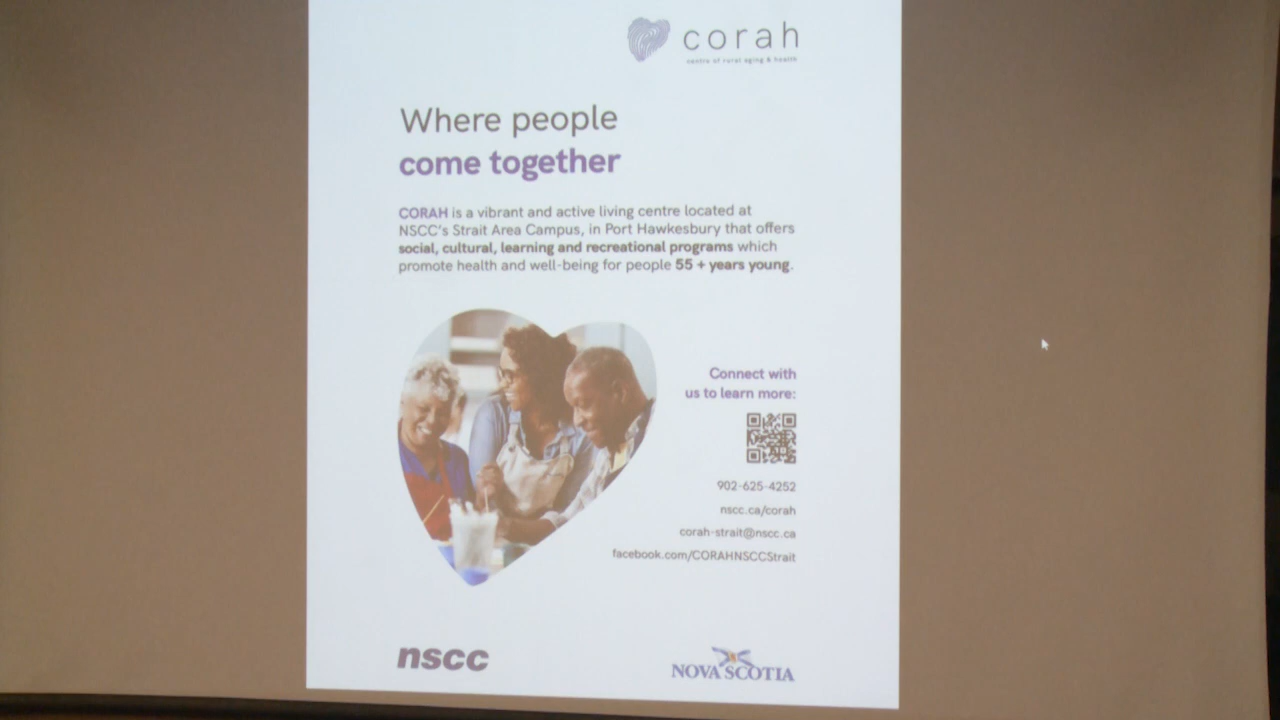 corah
centre of rural aging & health
Where people
come together
CORAH is a vibrant and active living centre located at
NSCC's Strait Area Campus, in Port Hawkesbury that offers
social, cultural, learning and recreational programs which
promote health and well-being for people 55 + years young.
Connect with
us to learn more:
902-625-4252
nscc.ca/corah
corah-strait@nscc.ca
facebook.com/CORAHNSCCStrait
nscc
NOVA SCOTIA